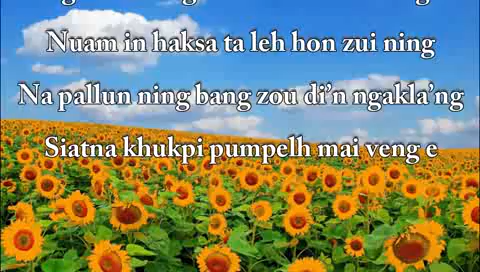 Nuam in haksa ta leh hon zui ning
Na pallun ning bang zou di’n ngakla’ng
Siatna khukpi pumpelh mai veng e